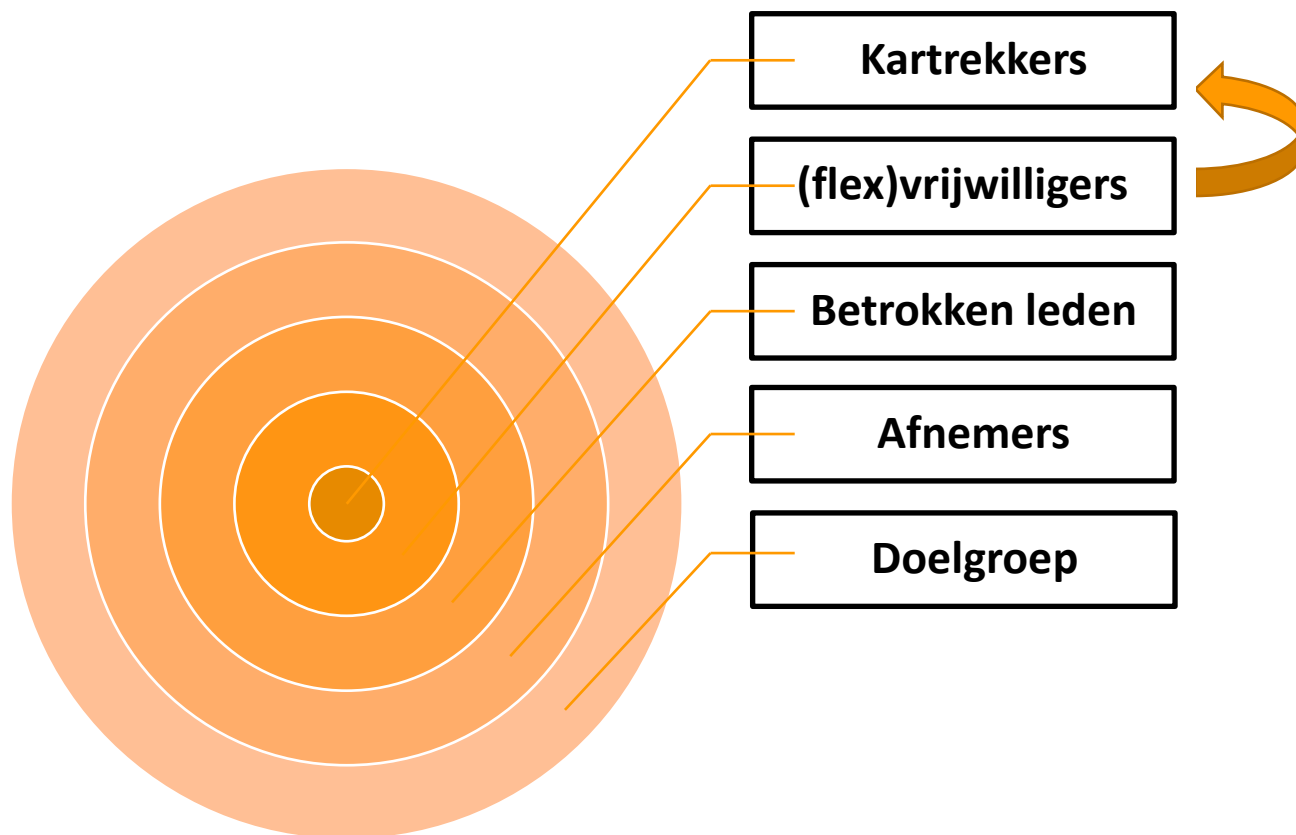 Kartrekkers
(flex)vrijwilligers
Betrokken leden
Afnemers
Doelgroep